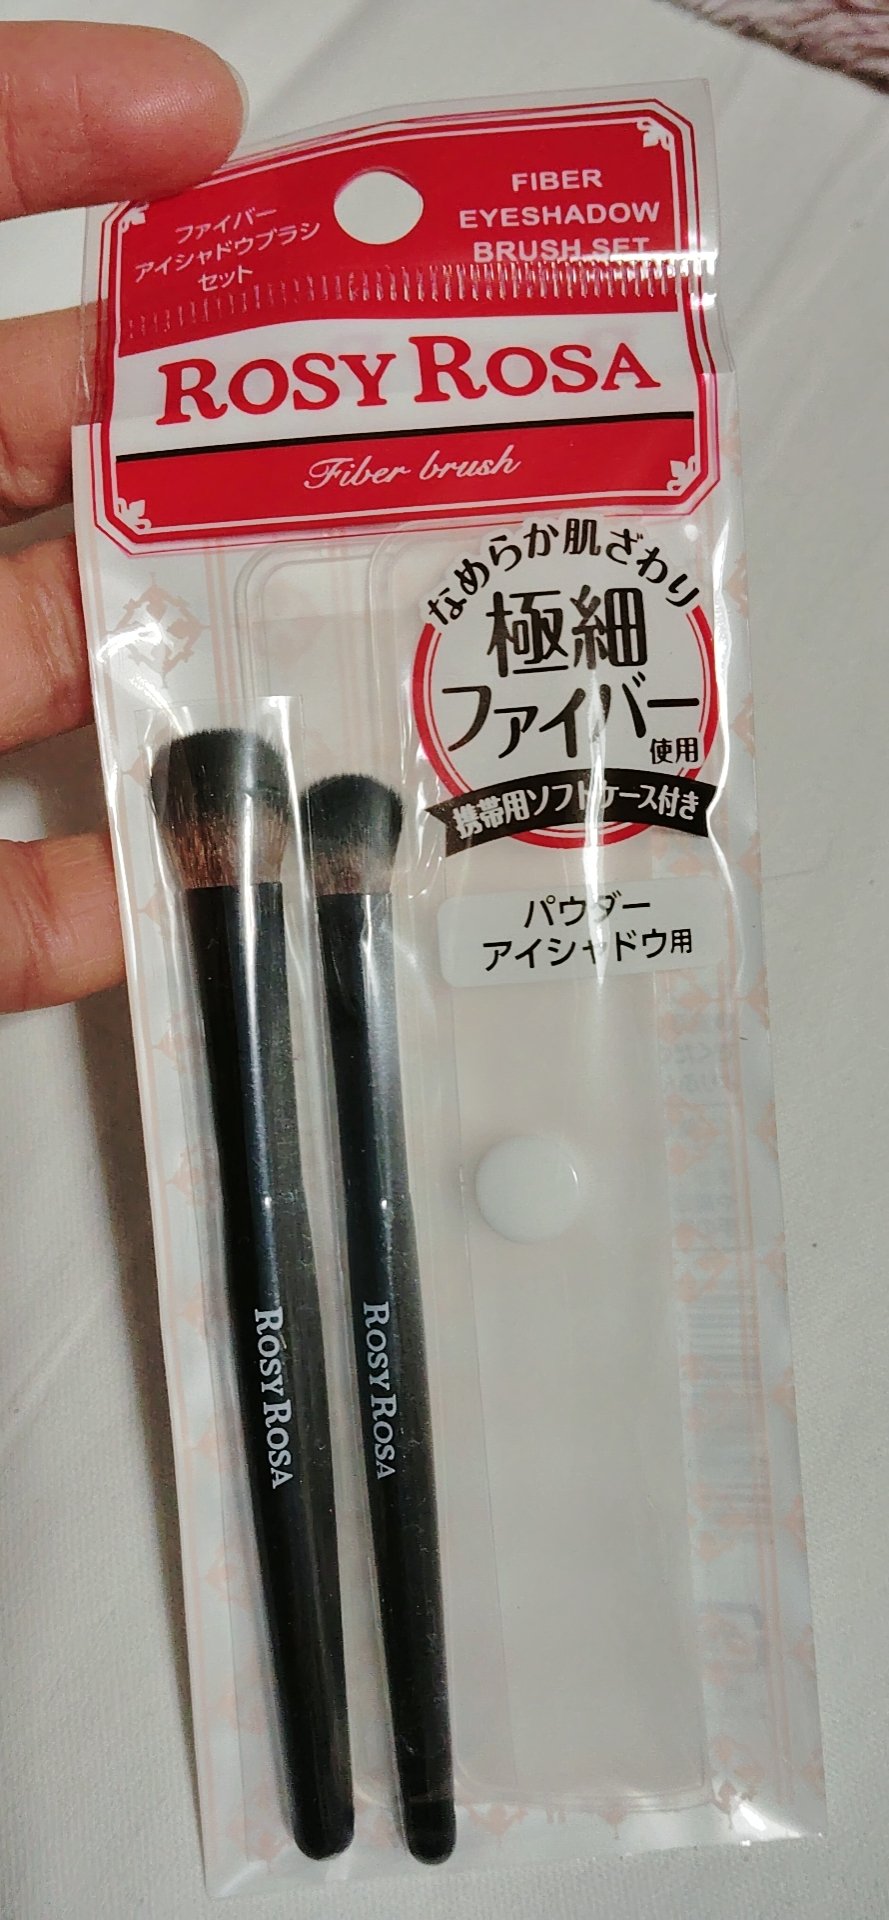 ファイバー
アイシャドウブラシ
セット
FIBER
EYESHADOW
BRUSH SET
ROSY ROSA
Fiber brush
なめらか肌ざわり
極細
ファイバー
使用
携帯用ソフトケース付き
パウダー
アイシャドウ用
ROSY ROSA
ROSY ROSA